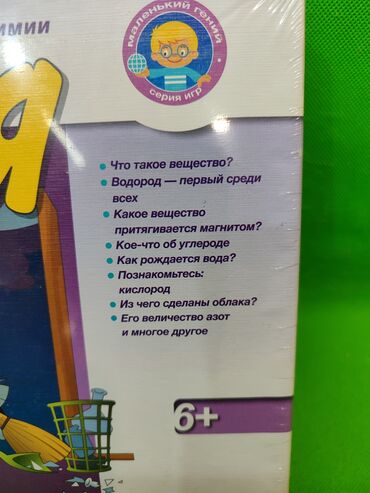 ИМИИ
маленький гений
серия игр
Я
• Что такое вещество?
• Водород — первый среди
всех
• Какое вещество
притягивается магнитом?
• Кое-что об углероде
• Как рождается вода?
• Познакомьтесь:
кислород
• Из чего сделаны облака?
• Его величество азот
и многое другое
6+